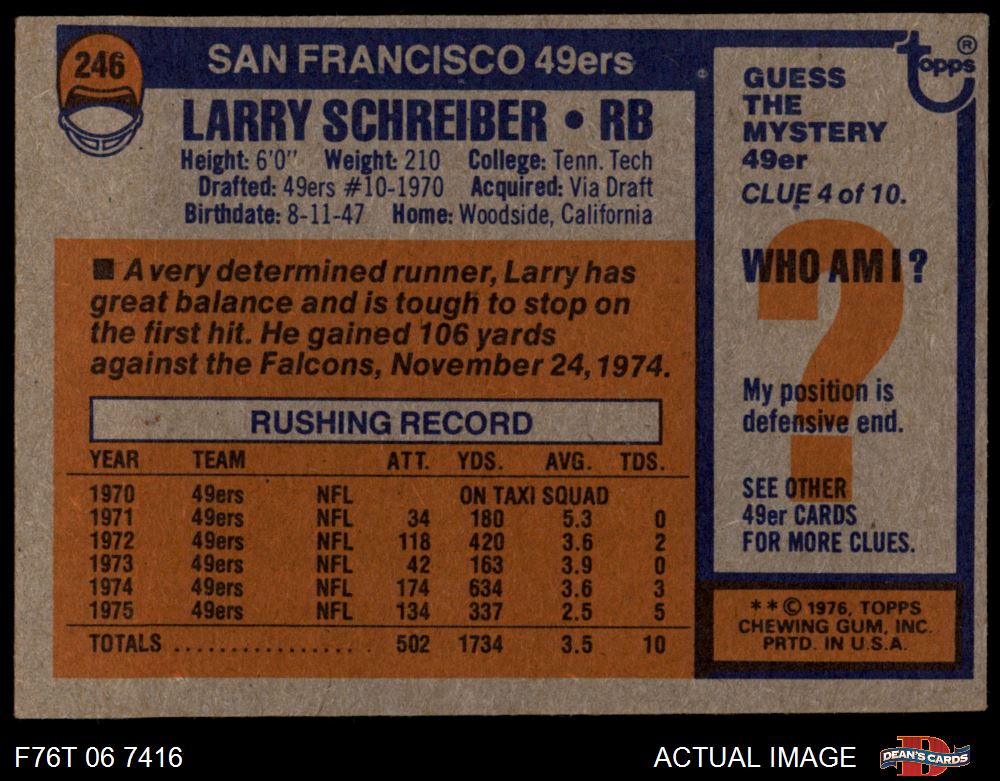 246
SAN FRANCISCO 49ers
LARRY SCHREIBER • RB
Height: 6'0" Weight: 210 College: Tenn. Tech
Drafted: 49ers #10-1970 Acquired: Via Draft
Birthdate: 8-11-47 Home: Woodside, California
■ A very determined runner, Larry has
great balance and is tough to stop on
the first hit. He gained 106 yards
against the Falcons, November 24, 1974.
RUSHING RECORD
YEAR TEAM ATT. YDS. AVG. TDS.
1970 49ers NFL ON TAXI SQUAD
1971 49ers NFL 34 180 5.3 0
1972 49ers NFL 118 420 3.6 2
1973 49ers NFL 42 163 3.9 0
1974 49ers NFL 174 634 3.6 3
1975 49ers NFL 134 337 2.5 5
TOTALS .................. 502 1734 3.5 10
topps ®
GUESS
THE
MYSTERY
49er
CLUE 4 of 10.
WHO AM I ?
?
My position is
defensive end.
SEE OTHER
49er CARDS
FOR MORE CLUES.
* * © 1976, TOPPS
CHEWING GUM, INC.
PRTD. IN U.S.A.
F76T 06 7416
ACTUAL IMAGE
D
DEAN'S CARDS